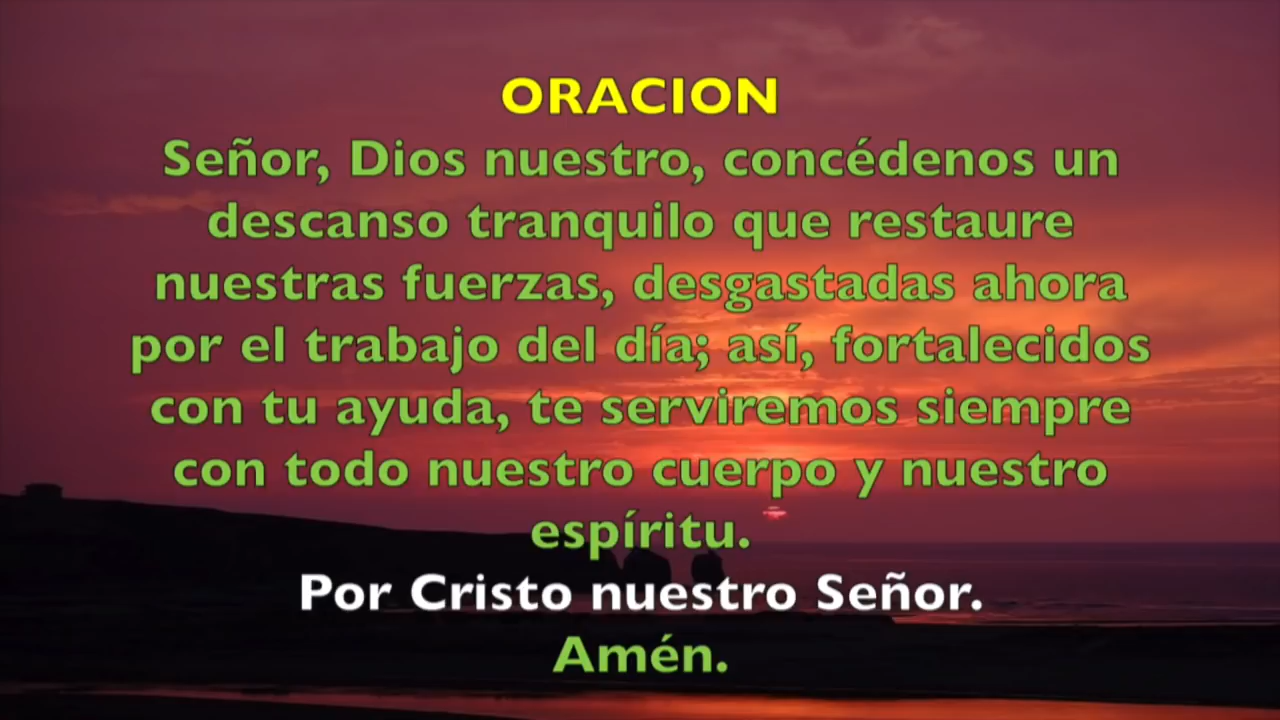 ORACION
Señor, Dios nuestro, concédenos un
descanso tranquilo que restaure
nuestras fuerzas, desgastadas ahora
por el trabajo del día; así, fortalecidos
con tu ayuda, te serviremos siempre
con todo nuestro cuerpo y nuestro
espíritu.
Por Cristo nuestro Señor.
Amén.